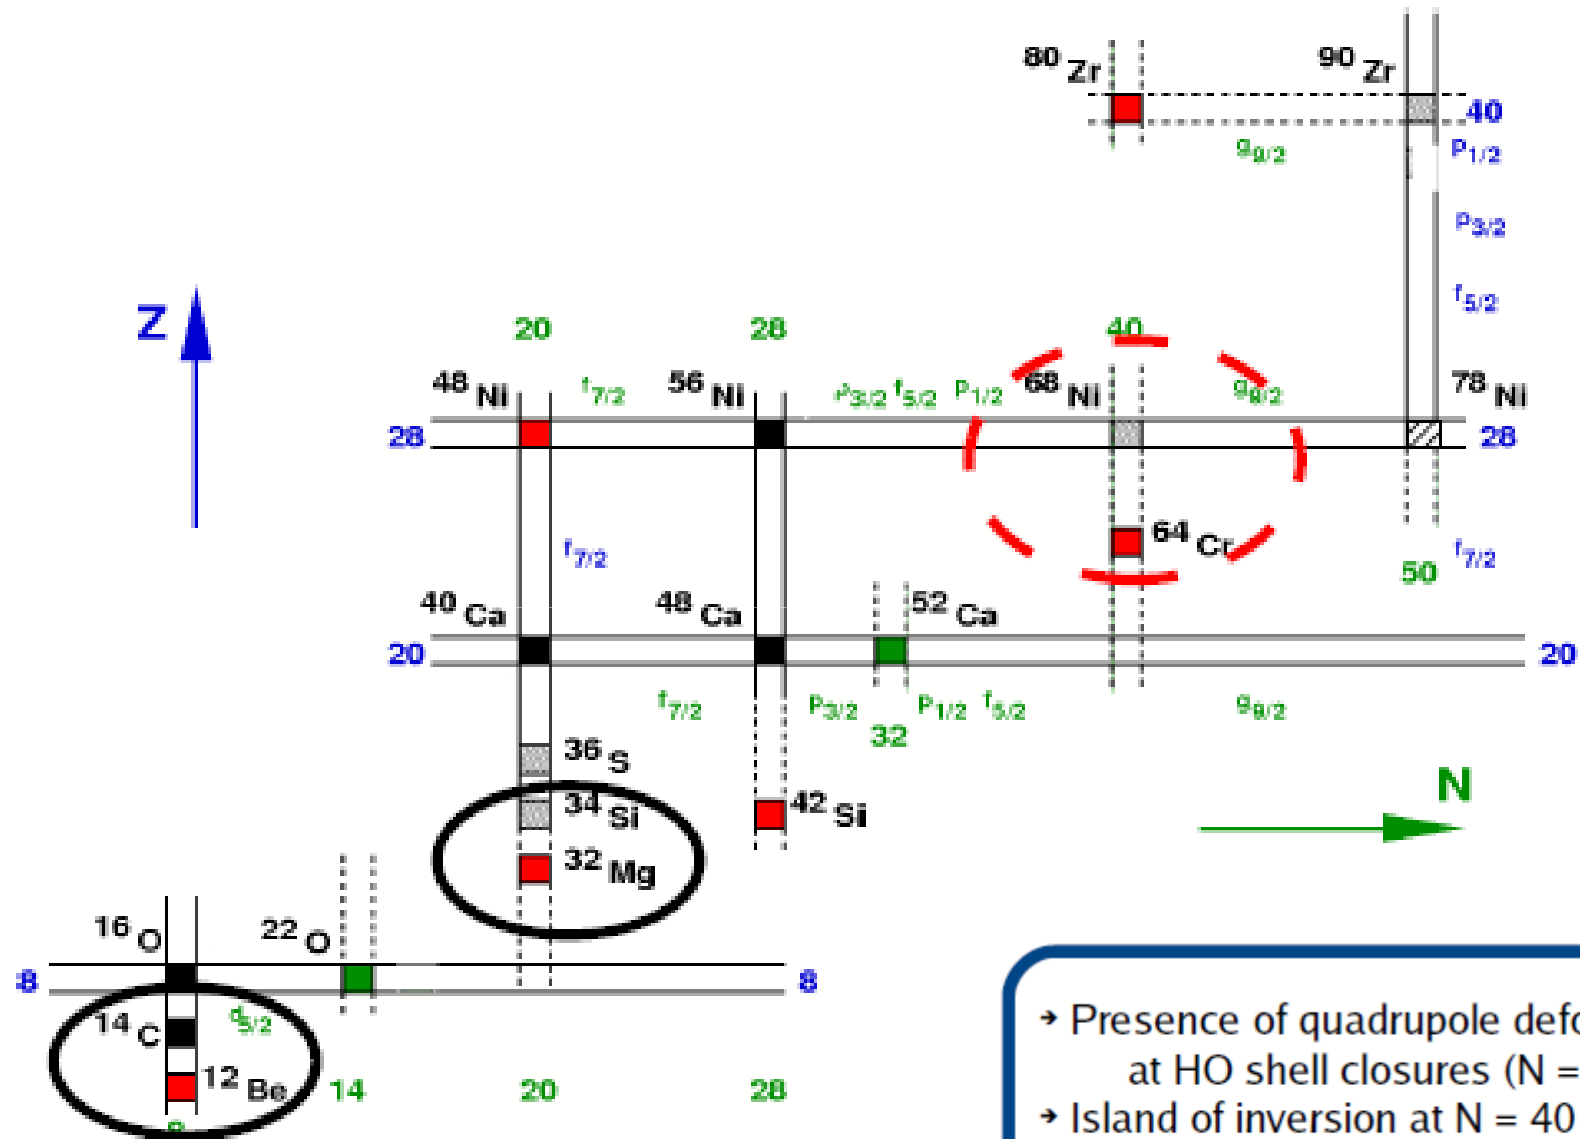 80 Zr 90 Zr
40
g9/2 p1/2
p3/2
f5/2
Z 20 28 40
48 Ni f7/2 56 Ni p3/2 f5/2 p1/2 68 Ni g9/2 78 Ni
28 28
f7/2 64 Cr f7/2
50
40 Ca 48 Ca 52 Ca
20 20
f7/2 p3/2 p1/2 f5/2 g9/2
32
36 S
34 Si 42 Si N
32 Mg
16 O 22 O
8 8
14 C d5/2
12 Be 14 20 28
8
→ Presence of quadrupole
at HO shell closures (N =
→ Island of inversion at N = 40